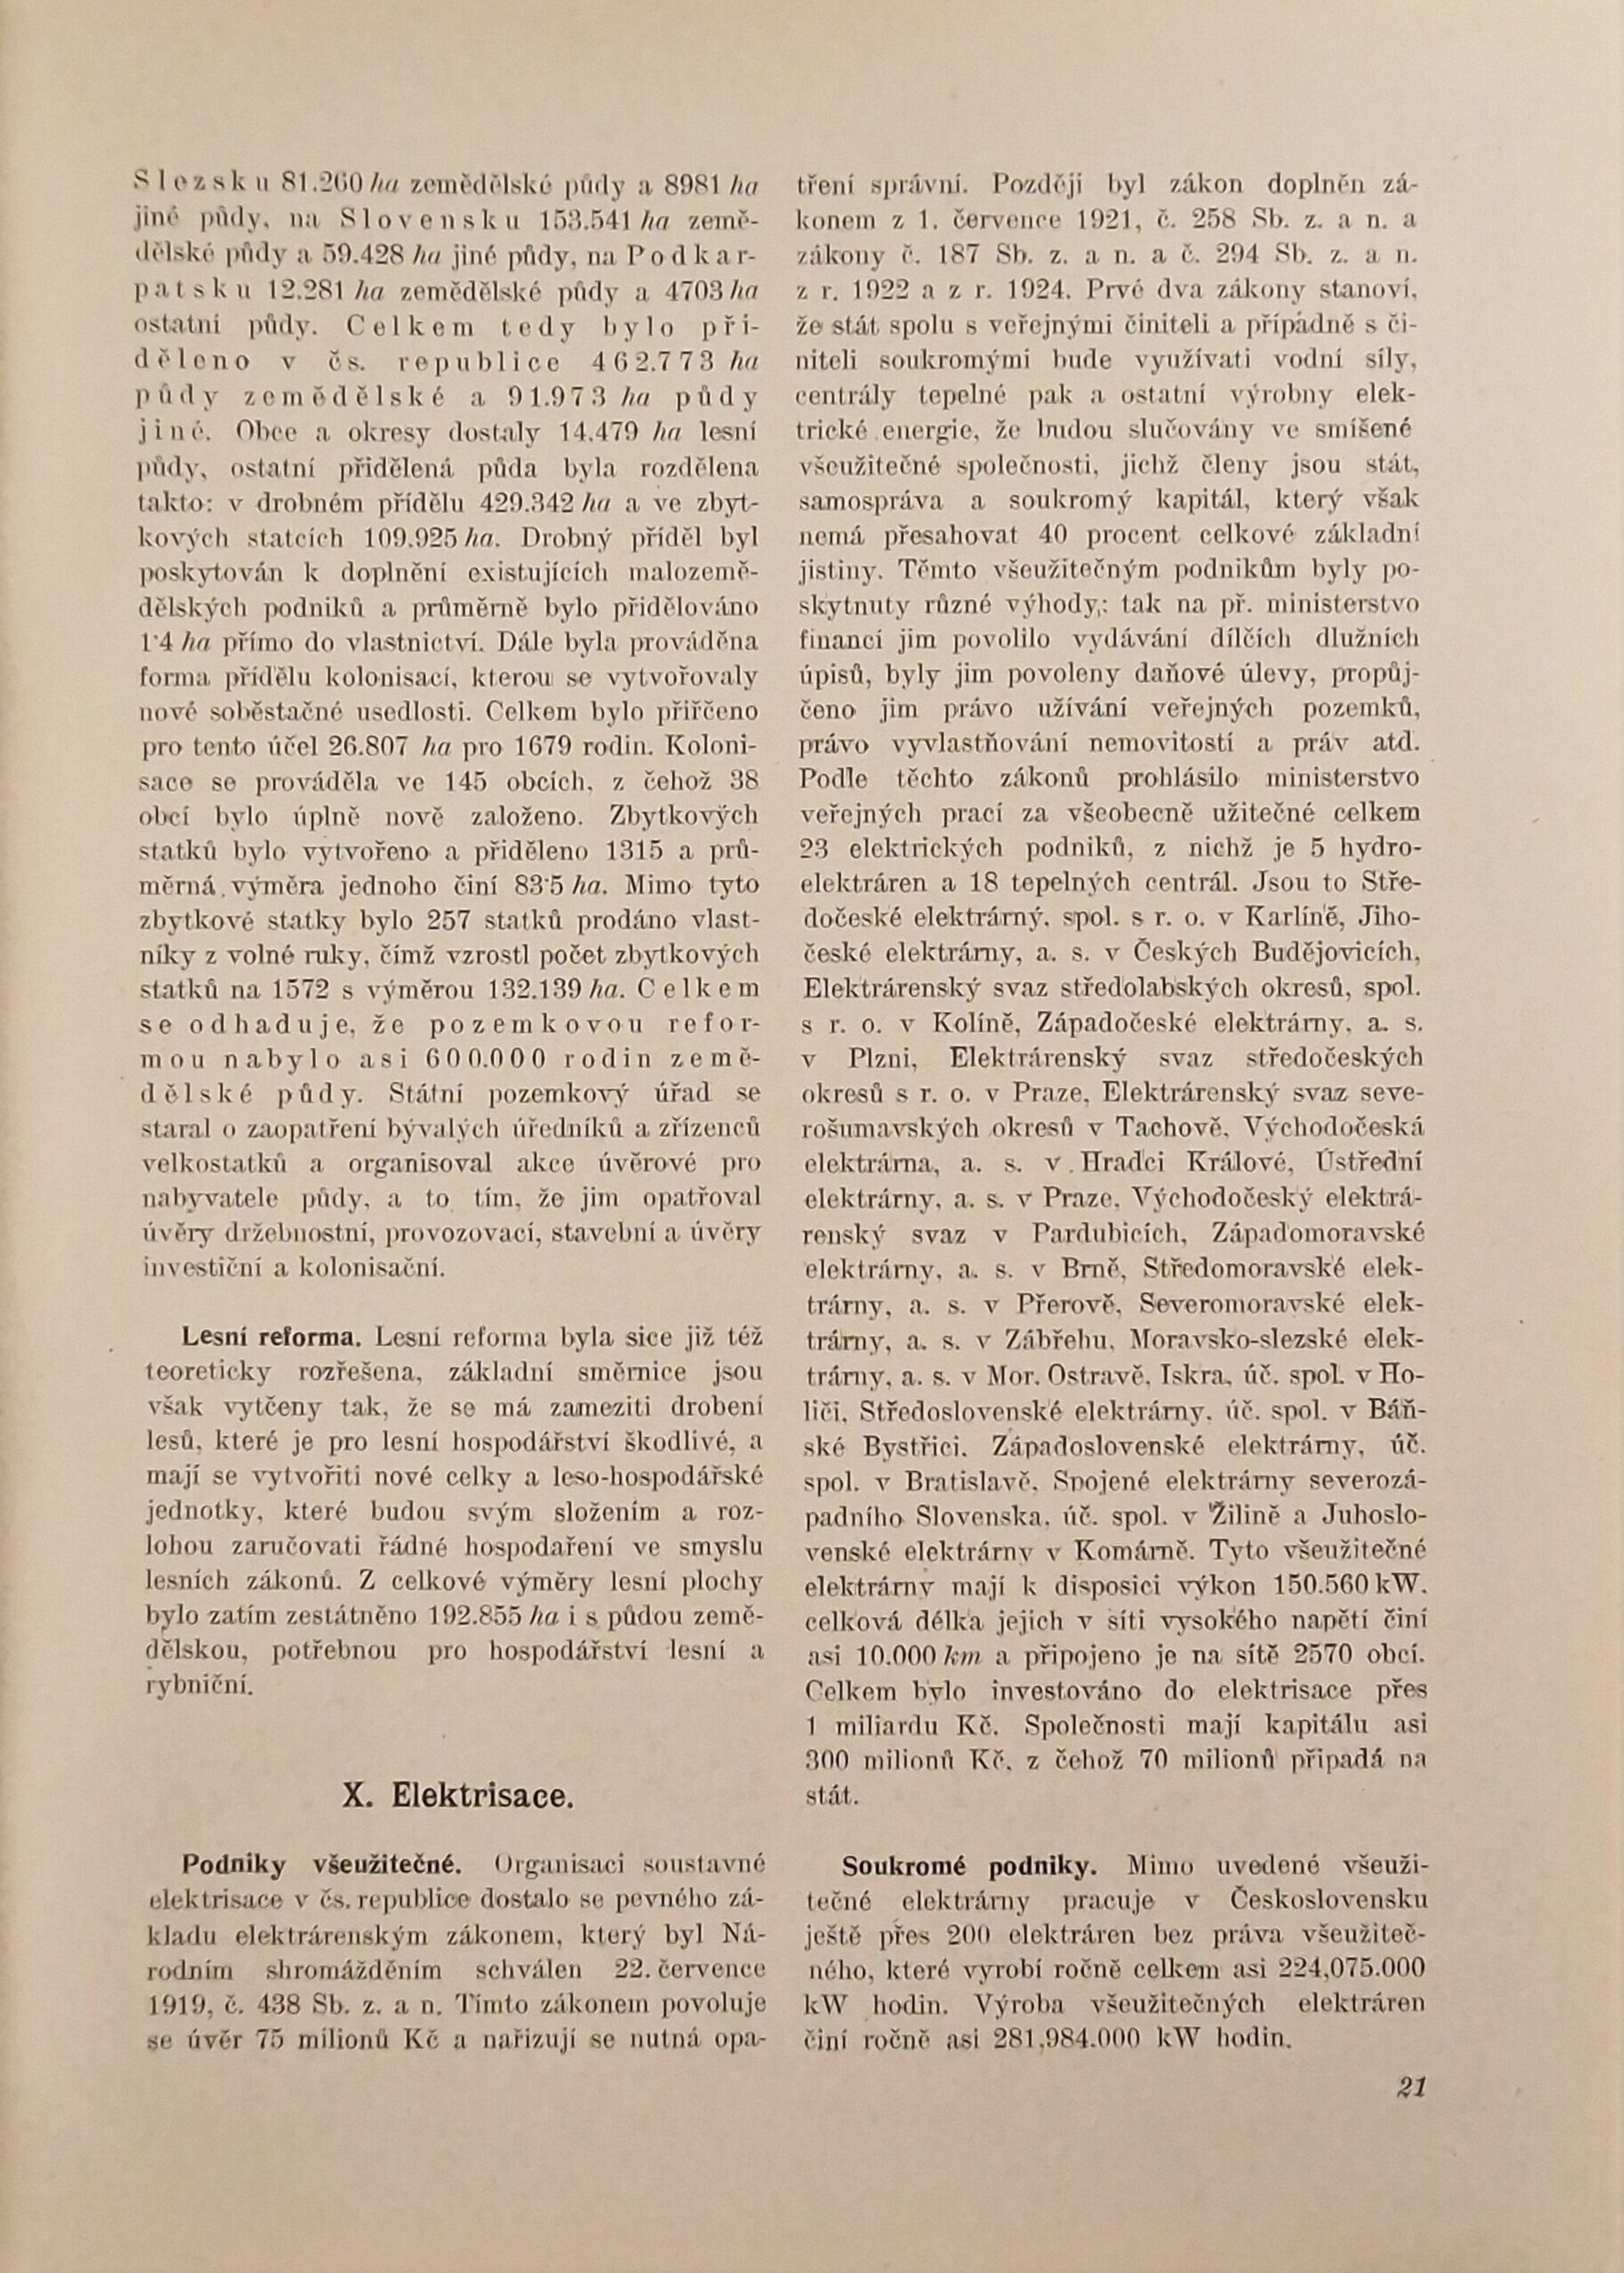 Slezsku 81.260 ha zemědělské půdy a 8981 ha
jiné půdy, na Slovensku 153.541 ha země-
dělské půdy a 59.428 ha jiné půdy, na Podkar-
patsku 12.281 ha zemědělské půdy a 4703 ha
ostatní půdy. Celkem tedy bylo při-
děleno v čs. republice 462.773 ha
půdy zemědělské a 91.973 ha půdy
jiné. Obce a okresy dostaly 14.479 ha lesní
půdy, ostatní přidělená půda byla rozdělena
takto: v drobném přídělu 429.342 ha a ve zbyt-
kových statcích 109.925 ha. Drobný příděl byl
poskytován k doplnění existujících malozemě-
dělských podniků a průměrně bylo přidělováno
1·4 ha přímo do vlastnictví. Dále byla prováděna
forma přídělu kolonisací, kterou se vytvořovaly
nové soběstačné usedlosti. Celkem bylo přiřčeno
pro tento účel 26.807 ha pro 1679 rodin. Koloni-
sace se prováděla ve 145 obcích, z čehož 38
obcí bylo úplně nově založeno. Zbytkových
statků bylo vytvořeno a přiděleno 1315 a prů-
měrná výměra jednoho činí 83·5 ha. Mimo tyto
zbytkové statky bylo 257 statků prodáno vlast-
níky z volné ruky, čímž vzrostl počet zbytkových
statků na 1572 s výměrou 132.139 ha. Celkem
se odhaduje, že pozemkovou refor-
mou nabylo asi 600.000 rodin země-
dělské půdy. Státní pozemkový úřad se
staral o zaopatření bývalých úředníků a zřízenců
velkostatků a organisoval akce úvěrové pro
nabyvatele půdy, a to tím, že jim opatřoval
úvěry držebnostní, provozovací, stavební a úvěry
investiční a kolonisační.
Lesní reforma. Lesní reforma byla sice již též
teoreticky rozřešena, základní směrnice jsou
však vytčeny tak, že se má zameziti drobení
lesů, které je pro lesní hospodářství škodlivé, a
mají se vytvořiti nové celky a leso-hospodářské
jednotky, které budou svým složením a roz-
lohou zaručovati řádné hospodaření ve smyslu
lesních zákonů. Z celkové výměry lesní plochy
bylo zatím zestátněno 192.855 ha i s půdou země-
dělskou, potřebnou pro hospodářství lesní a
rybniční.
X. Elektrisace.
Podniky všeužitečné. Organisaci soustavné
elektrisace v čs. republice dostalo se pevného zá-
kladu elektrárenským zákonem, který byl Ná-
rodním shromážděním schválen 22. července
1919, č. 438 Sb. z. a n. Tímto zákonem povoluje
se úvěr 75 milionů Kč a nařizují se nutná opa-
tření správní. Později byl zákon doplněn zá-
konem z 1. července 1921, č. 258 Sb. z. a n. a
zákony č. 187 Sb. z. a n. a č. 294 Sb. z. a n.
z r. 1922 a z r. 1924. Prvé dva zákony stanoví,
že stát spolu s veřejnými činiteli a případně s či-
niteli soukromými bude využívati vodní síly,
centrály tepelné pak a ostatní výrobny elek-
trické energie, že budou slučovány ve smíšené
všeužitečné společnosti, jichž členy jsou stát,
samospráva a soukromý kapitál, který však
nemá přesahovat 40 procent celkové základní
jistiny. Těmto všeužitečným podnikům byly po-
skytnuty různé výhody; tak na př. ministerstvo
financí jim povolilo vydávání dílčích dlužních
úpisů, byly jim povoleny daňové úlevy, propůj-
čeno jim právo užívání veřejných pozemků,
právo vyvlastňování nemovitostí a práv atd.
Podle těchto zákonů prohlásilo ministerstvo
veřejných prací za všeobecně užitečné celkem
23 elektrických podniků, z nichž je 5 hydro-
elektráren a 18 tepelných centrál. Jsou to Stře-
dočeské elektrárny, spol. s r. o. v Karlíně, Jiho-
české elektrárny, a. s. v Českých Budějovicích,
Elektrárenský svaz středolabských okresů, spol.
s r. o. v Kolíně, Západočeské elektrárny, a. s.
v Plzni, Elektrárenský svaz středočeských
okresů s r. o. v Praze, Elektrárenský svaz seve-
rošumavských okresů v Tachově, Východočeská
elektrárna, a. s. v Hradci Králové, Ústřední
elektrárny, a. s. v Praze, Východočeský elektrá-
renský svaz v Pardubicích, Západomoravské
elektrárny, a. s. v Brně, Středomoravské elek-
trárny, a. s. v Přerově, Severomoravské elek-
trárny, a. s. v Zábřehu, Moravsko-slezské elek-
trárny, a. s. v Mor. Ostravě, Iskra, úč. spol. v Ho-
liči, Středoslovenské elektrárny, úč. spol. v Báň-
ské Bystřici, Západoslovenské elektrárny, úč.
spol. v Bratislavě, Spojené elektrárny severozá-
padního Slovenska, úč. spol. v Žilině a Juhoslo-
venské elektrárny v Komárně. Tyto všeužitečné
elektrárny mají k disposici výkon 150.560 kW,
celková délka jejich v síti vysokého napětí činí
asi 10.000 km a připojeno je na sítě 2570 obcí.
Celkem bylo investováno do elektrisace přes
1 miliardu Kč. Společnosti mají kapitálu asi
300 milionů Kč, z čehož 70 milionů připadá na
stát.
Soukromé podniky. Mimo uvedené všeuži-
tečné elektrárny pracuje v Československu
ještě přes 200 elektráren bez práva všeužiteč-
ného, které vyrobí ročně celkem asi 224,075.000
kW hodin. Výroba všeužitečných elektráren
činí ročně asi 281,984.000 kW hodin.
21